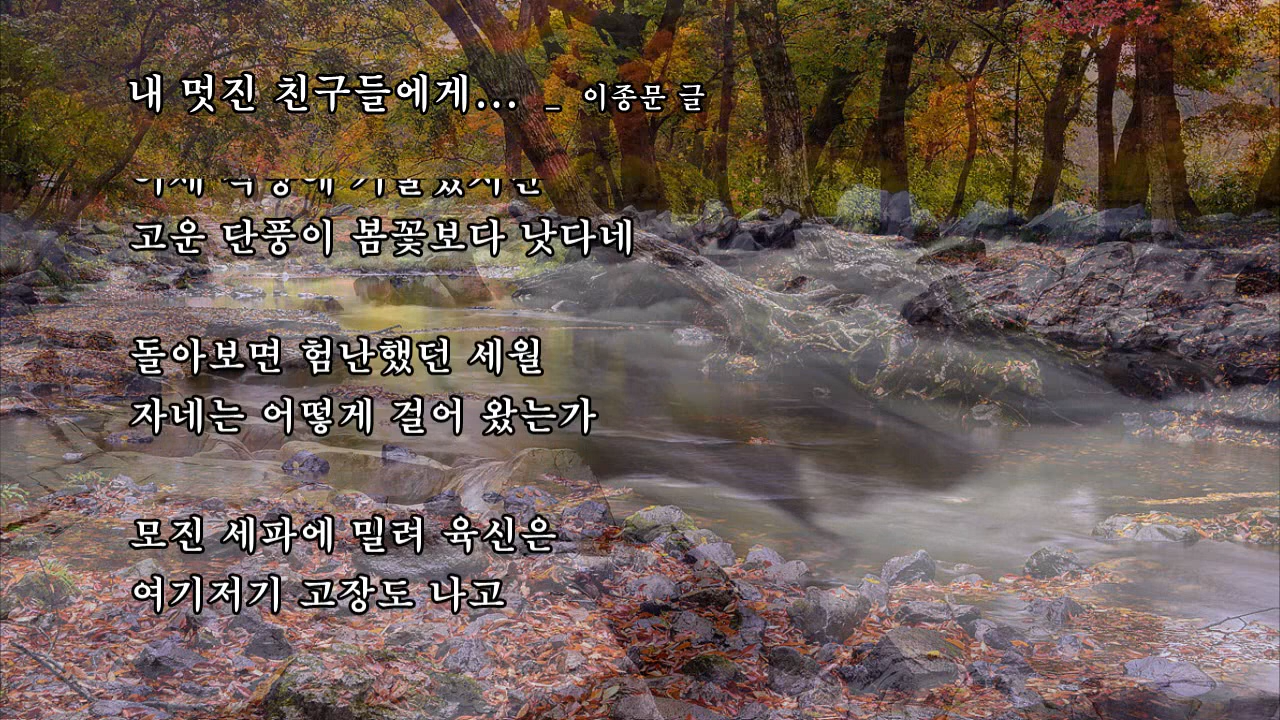 내 멋진 친구들에게... _ 이종문 글
고운 단풍이 봄꽃보다 낫다네
돌아보면 험난했던 세월
자네는 어떻게 걸어 왔는가
모진 세파에 밀려 육신은
여기저기 고장도 나고